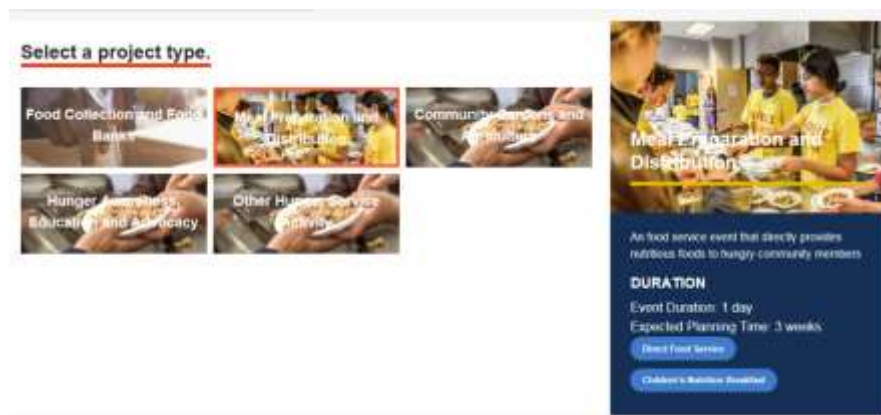 Select a project type.
Food Collection and Food
Banks
Meal Preparation and
Distribution
Community Gardens and
Agriculture
Hunger Awareness,
Education and Advocacy
Other Hunger Service
Activity
Meal Preparation and
Distribution
An food service event that directly provides
nutritious foods to hungry community members
DURATION
Event Duration: 1 day
Expected Planning Time: 3 weeks
Direct Food Service
Children's Nutrition Breakfast